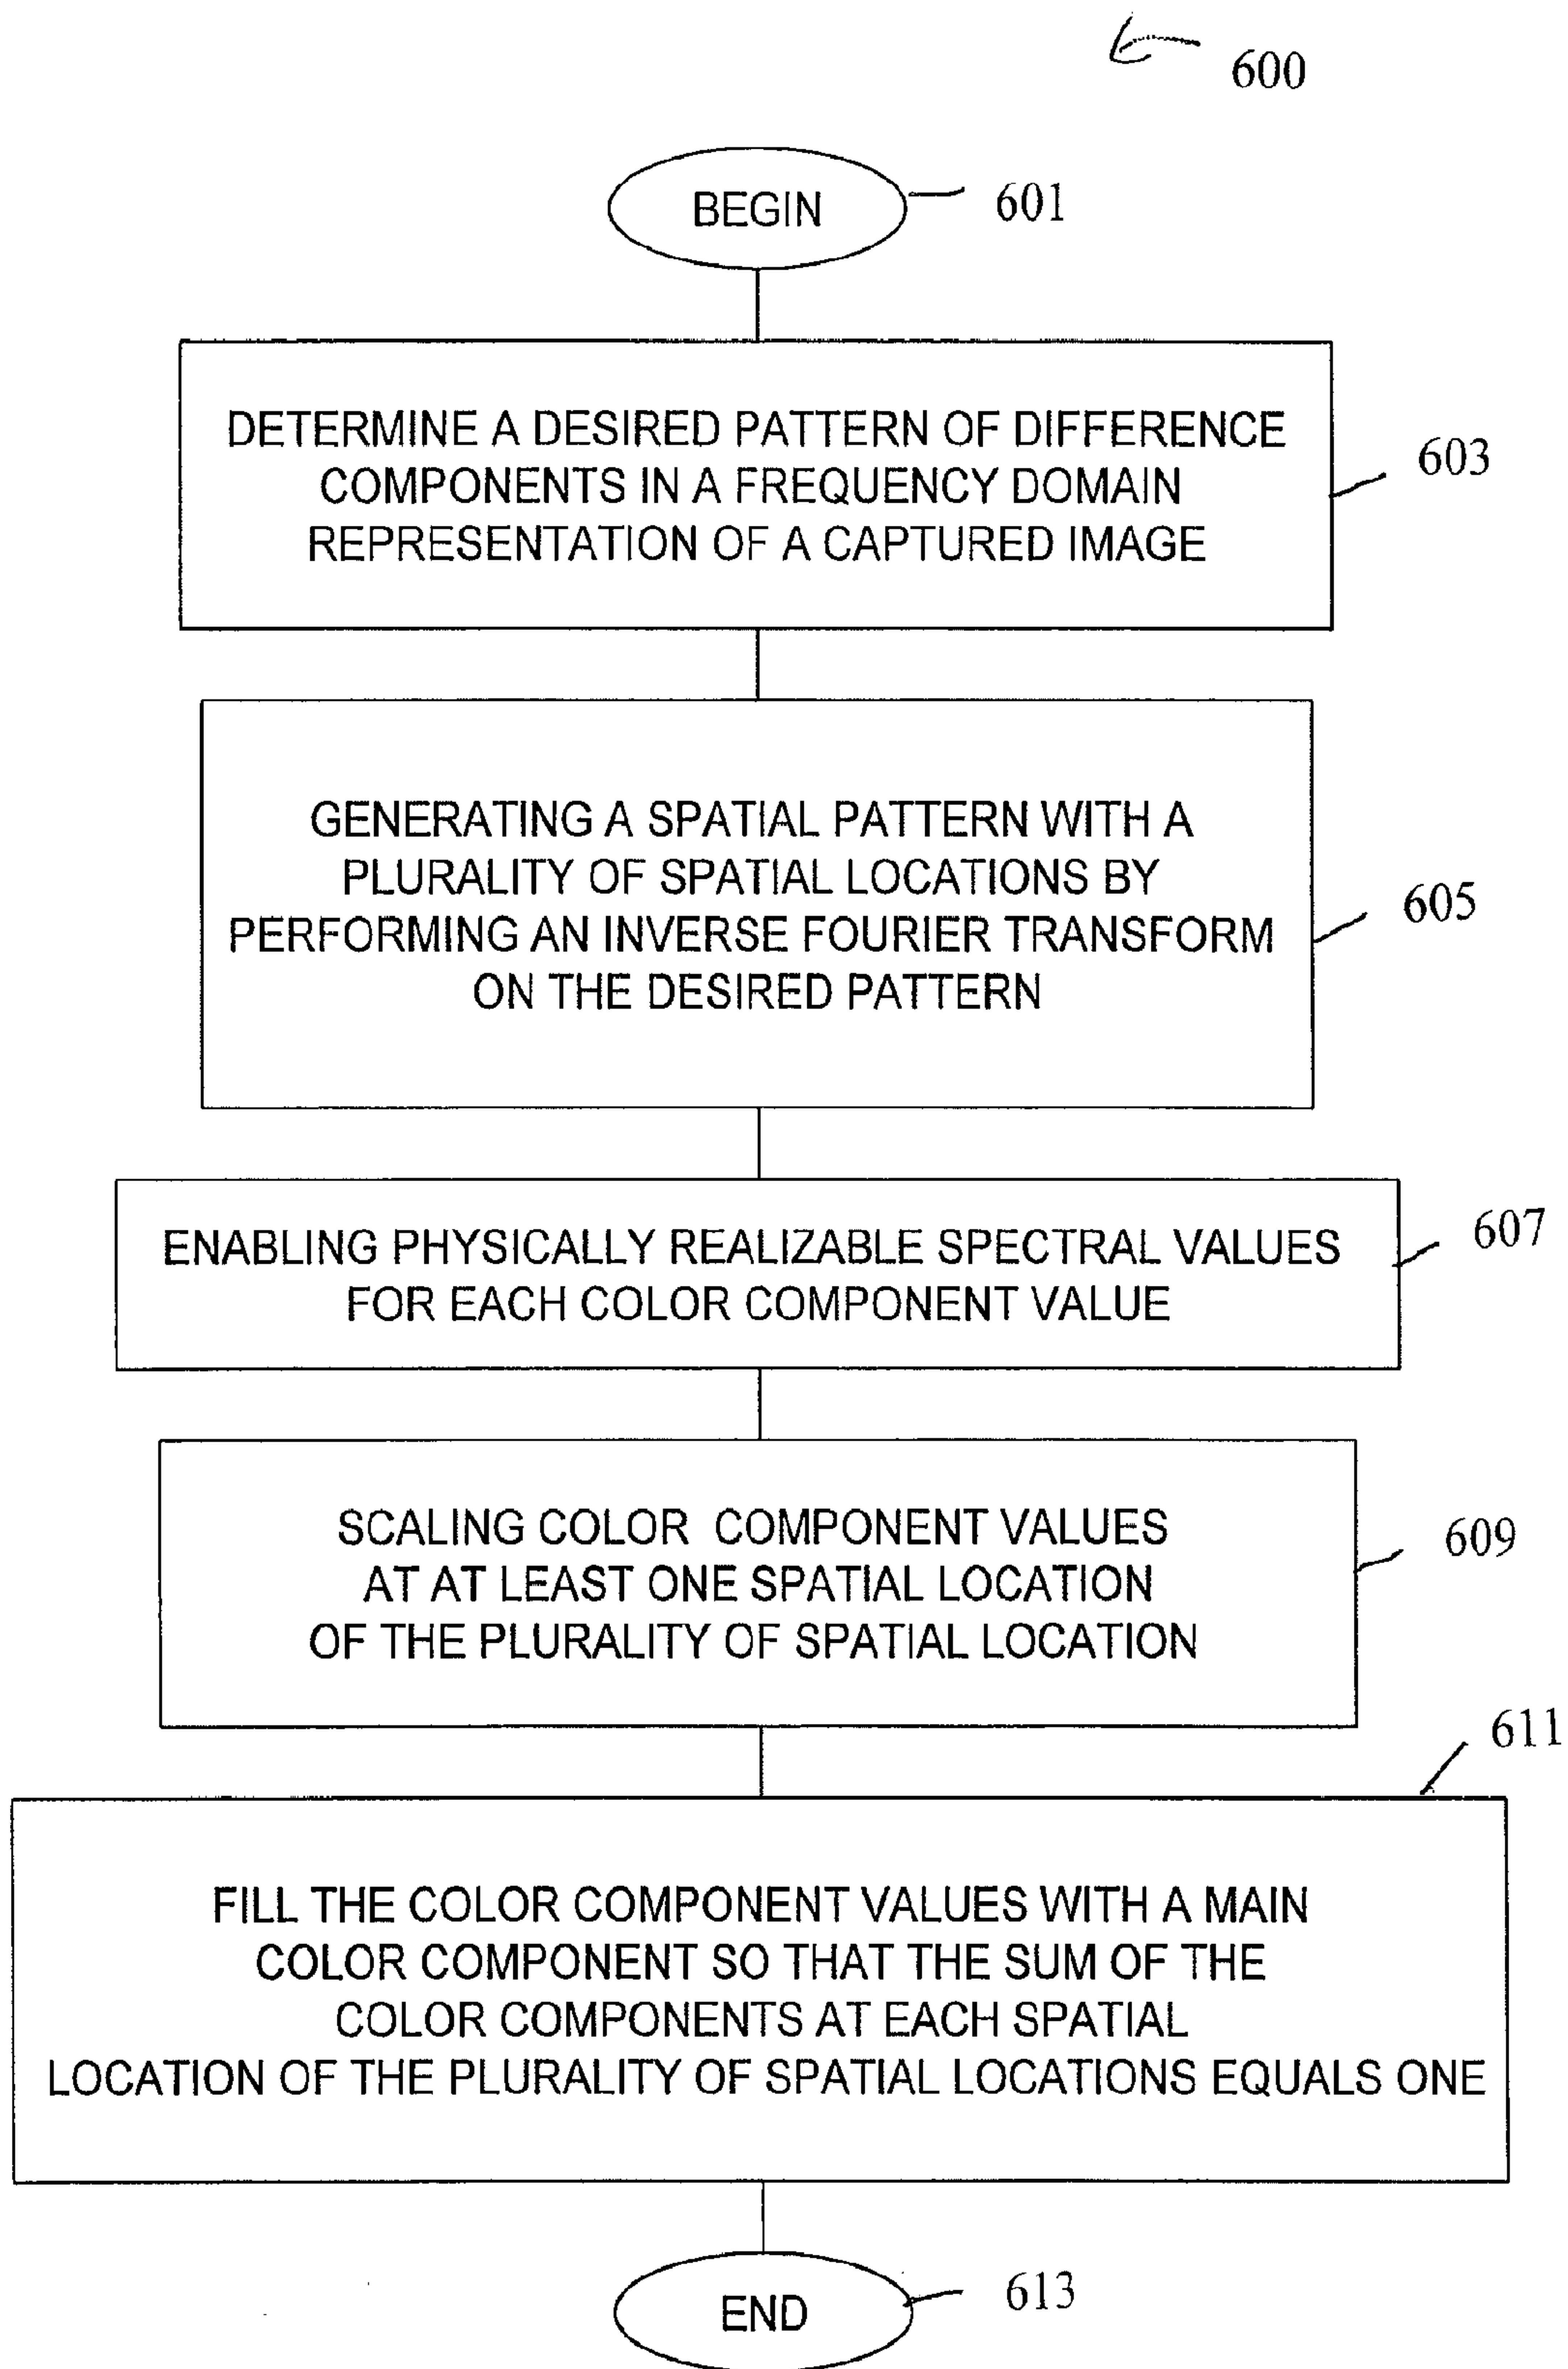 600
BEGIN
601
DETERMINE A DESIRED PATTERN OF DIFFERENCE
COMPONENTS IN A FREQUENCY DOMAIN
REPRESENTATION OF A CAPTURED IMAGE
603
GENERATING A SPATIAL PATTERN WITH A
PLURALITY OF SPATIAL LOCATIONS BY
PERFORMING AN INVERSE FOURIER TRANSFORM
ON THE DESIRED PATTERN
605
ENABLING PHYSICALLY REALIZABLE SPECTRAL VALUES
FOR EACH COLOR COMPONENT VALUE
607
SCALING COLOR COMPONENT VALUES
AT AT LEAST ONE SPATIAL LOCATION
OF THE PLURALITY OF SPATIAL LOCATION
609
611
FILL THE COLOR COMPONENT VALUES WITH A MAIN
COLOR COMPONENT SO THAT THE SUM OF THE
COLOR COMPONENTS AT EACH SPATIAL
LOCATION OF THE PLURALITY OF SPATIAL LOCATIONS EQUALS ONE
END
613